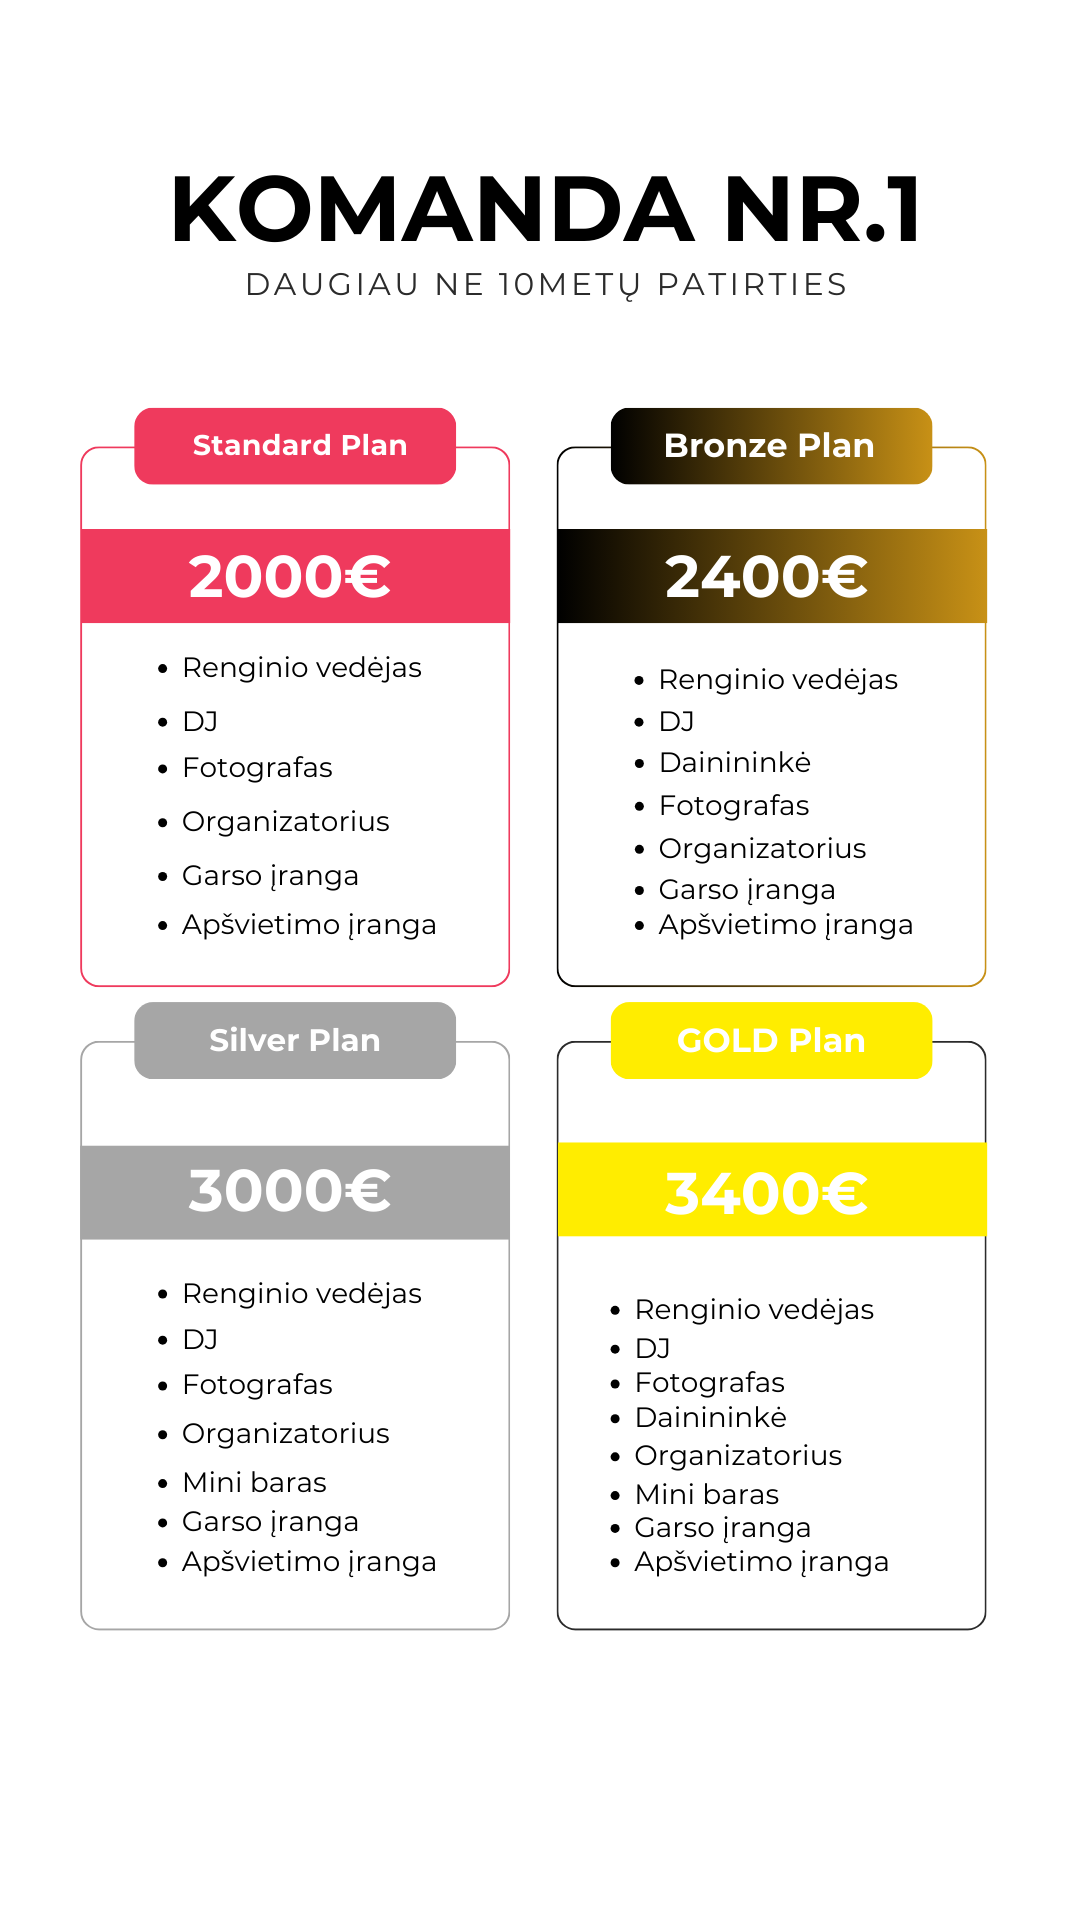 KOMANDA NR.1
DAUGIAU NE 10METŲ PATIRTIES
Standard Plan
2000€
• Renginio vedėjas
• DJ
• Fotografas
• Organizatorius
• Garso įranga
• Apšvietimo įranga
Bronze Plan
2400€
• Renginio vedėjas
• DJ
• Dainininkė
• Fotografas
• Organizatorius
• Garso įranga
• Apšvietimo įranga
Silver Plan
3000€
• Renginio vedėjas
• DJ
• Fotografas
• Organizatorius
• Mini baras
• Garso įranga
• Apšvietimo įranga
GOLD Plan
3400€
• Renginio vedėjas
• DJ
• Fotografas
• Dainininkė
• Organizatorius
• Mini baras
• Garso įranga
• Apšvietimo įranga